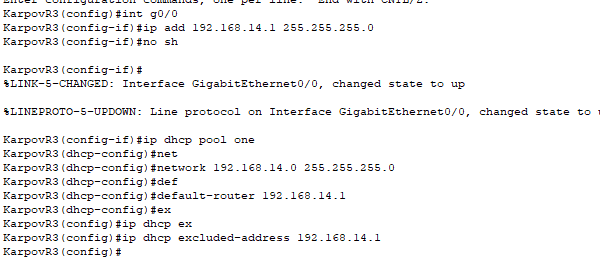 Enter configuration commands, one per line. End with CNTL/Z.
KarpovR3(config)#int g0/0
KarpovR3(config-if)#ip add 192.168.14.1 255.255.255.0
KarpovR3(config-if)#no sh
KarpovR3(config-if)#
%LINK-5-CHANGED: Interface GigabitEthernet0/0, changed state to up
%LINEPROTO-5-UPDOWN: Line protocol on Interface GigabitEthernet0/0, changed state to
KarpovR3(config-if)#ip dhcp pool one
KarpovR3(dhcp-config)#net
KarpovR3(dhcp-config)#network 192.168.14.0 255.255.255.0
KarpovR3(dhcp-config)#def
KarpovR3(dhcp-config)#default-router 192.168.14.1
KarpovR3(dhcp-config)#ex
KarpovR3(config)#ip dhcp ex
KarpovR3(config)#ip dhcp excluded-address 192.168.14.1
KarpovR3(config)#